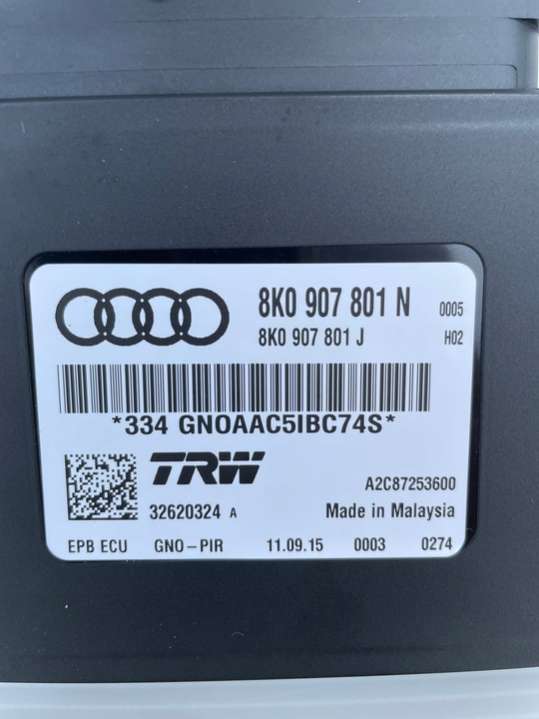 8K0 907 801 N 0005
8K0 907 801 J H02
*334 GNOAAC5IBC74S*
TRW A2C87253600
32620324 A Made in Malaysia
EPB ECU GNO-PIR 11.09.15 0003 0274